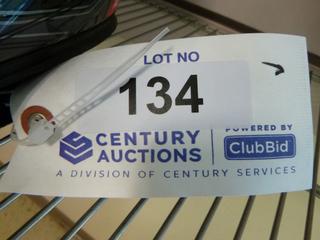 LOT NO
134
CENTURY
AUCTIONS
POWERED BY
ClubBid
A DIVISION OF CENTURY SERVICES